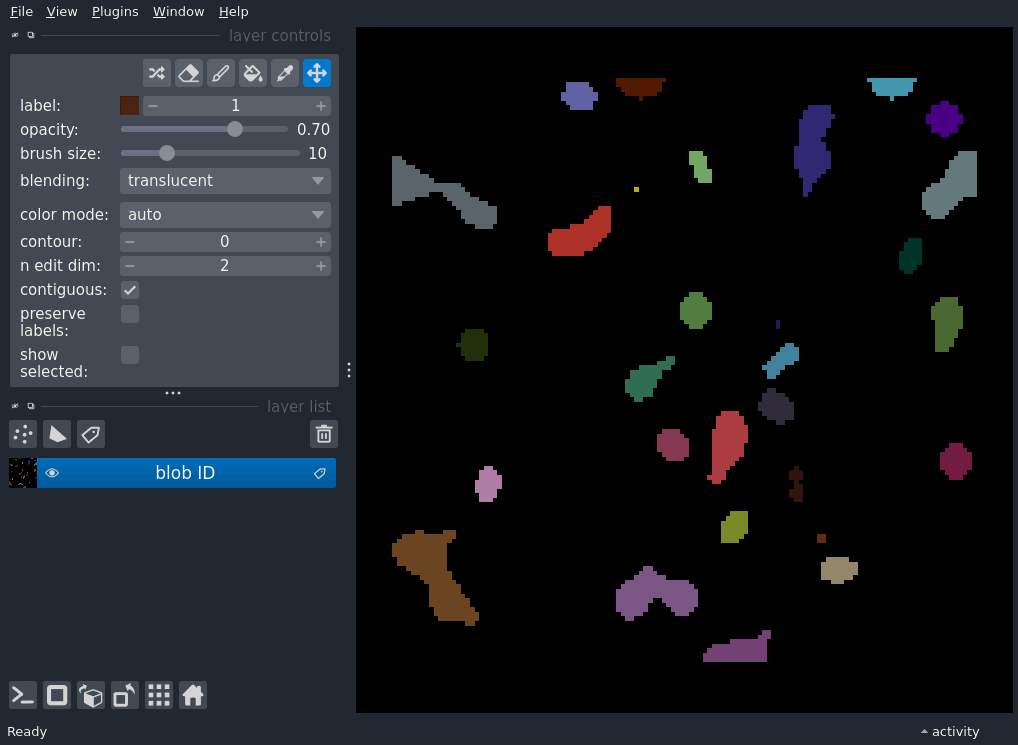 File View Plugins Window Help
layer controls
label: 1
opacity: 0.70
brush size: 10
blending: translucent
color mode: auto
contour: 0
n edit dim: 2
contiguous:
preserve
labels:
show
selected:
layer list
blob ID
Ready
activity